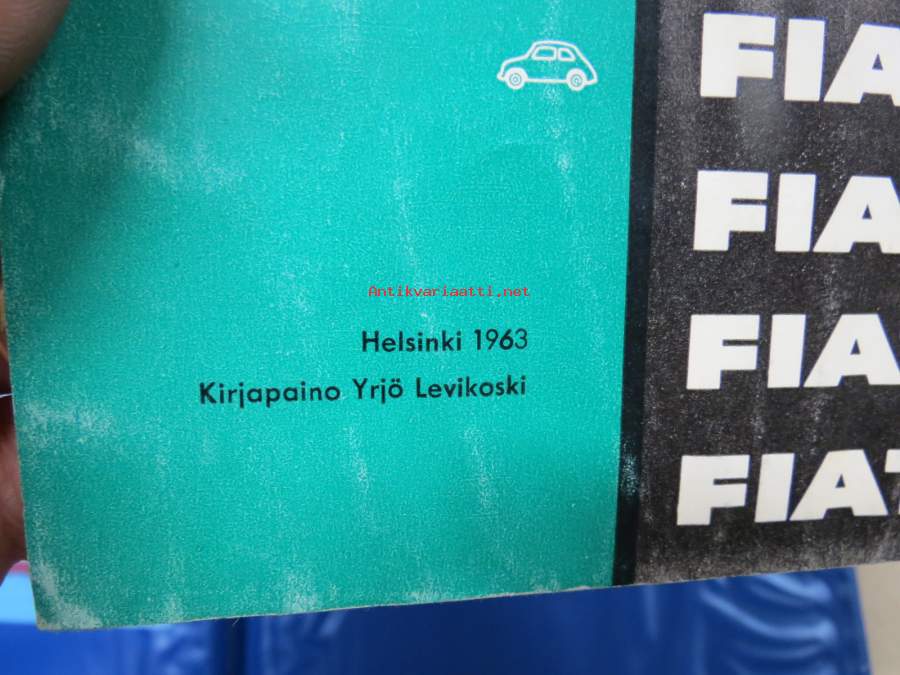 FIA
FIA
FIA
FIAT
Antikvariaatti.net
Helsinki 1963
Kirjapaino Yrjö Levikoski